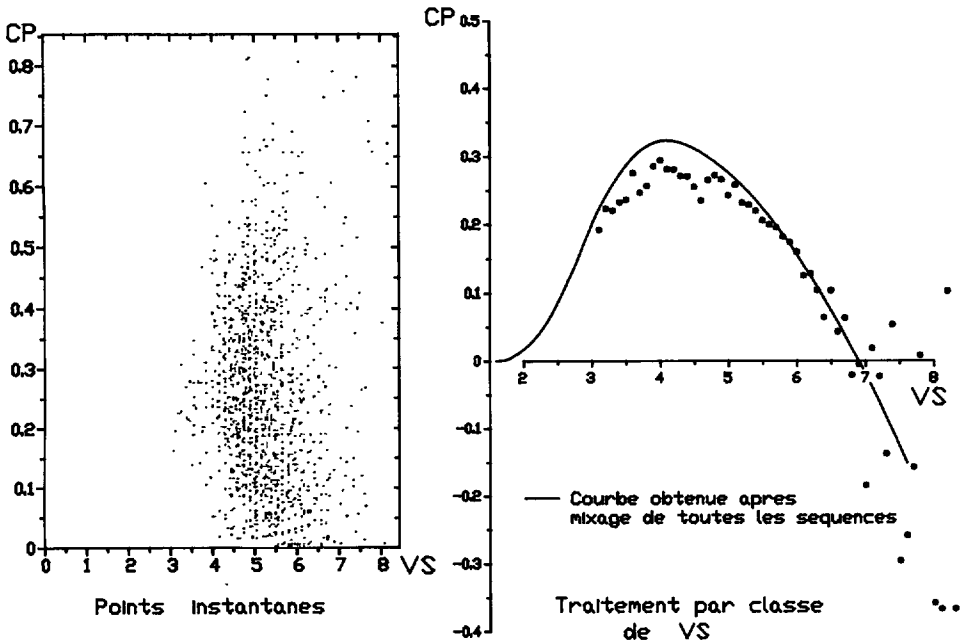 CP
0.8
0.7
0.6
0.5
0.4
0.3
0.2
0.1
0
0 1 2 3 4 5 6 7 8 VS
Points Instantanes
CP
0.5
0.4
0.3
0.2
0.1
0
2 3 4 5 6 7 8
VS
-0.1
-0.2
-0.3
-0.4
Courbe obtenue apres
mixage de toutes les sequences
Traitement par classe
de VS